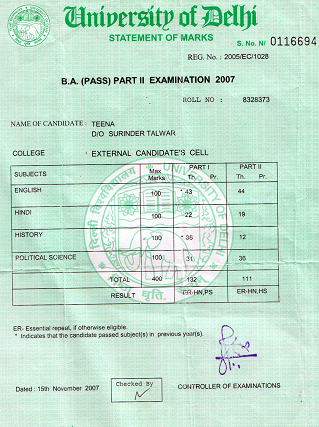 University of Delhi
STATEMENT OF MARKS
S. No. N/ 0116694
REG. No. : 2005/EC/1028
B.A. (PASS) PART II EXAMINATION 2007
ROLL NO : 8328373
NAME OF CANDIDATE : TEENA
D/O SURINDER TALWAR
COLLEGE : EXTERNAL CANDIDATE'S CELL
SUBJECTS Max Marks PART I Th. Pr. PART II Th. Pr.
ENGLISH 100 * 43 44
HINDI 100 22 19
HISTORY 100 * 36 12
POLITICAL SCIENCE 100 31 36
TOTAL 400 132 111
RESULT ER-HN,PS ER-HN,HS
UNIVERSITY OF DELHI
ER- Essential repeat, if otherwise eligible.
* Indicates that the candidate passed subject(s) in previous year(s).
Dated : 15th November 2007
Checked By
CONTROLLER OF EXAMINATIONS